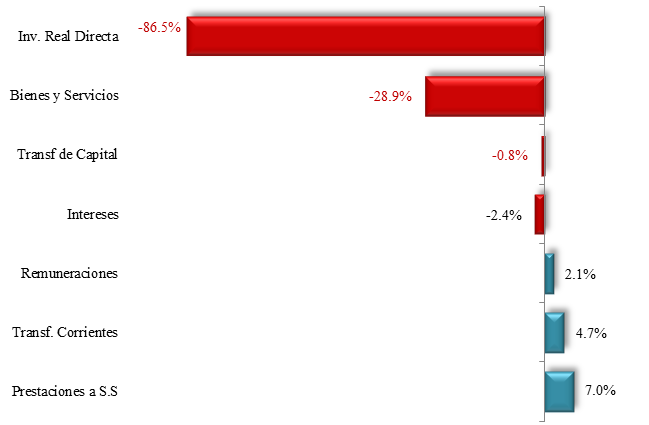 Inv. Real Directa -86.5%
Bienes y Servicios -28.9%
Transf de Capital -0.8%
Intereses -2.4%
Remuneraciones 2.1%
Transf. Corrientes 4.7%
Prestaciones a S.S 7.0%